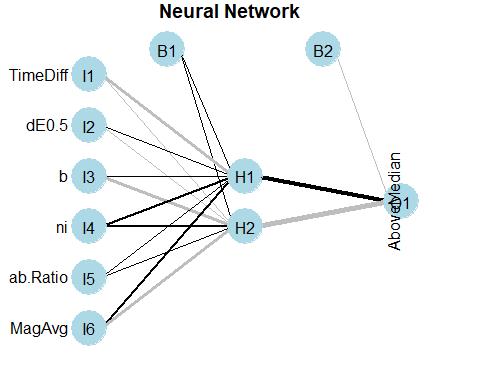 Neural Network
B1
B2
TimeDiff I1
dE0.5 I2
b I3 H1
ni I4 H2
AboveMedian O1
ab.Ratio I5
MagAvg I6